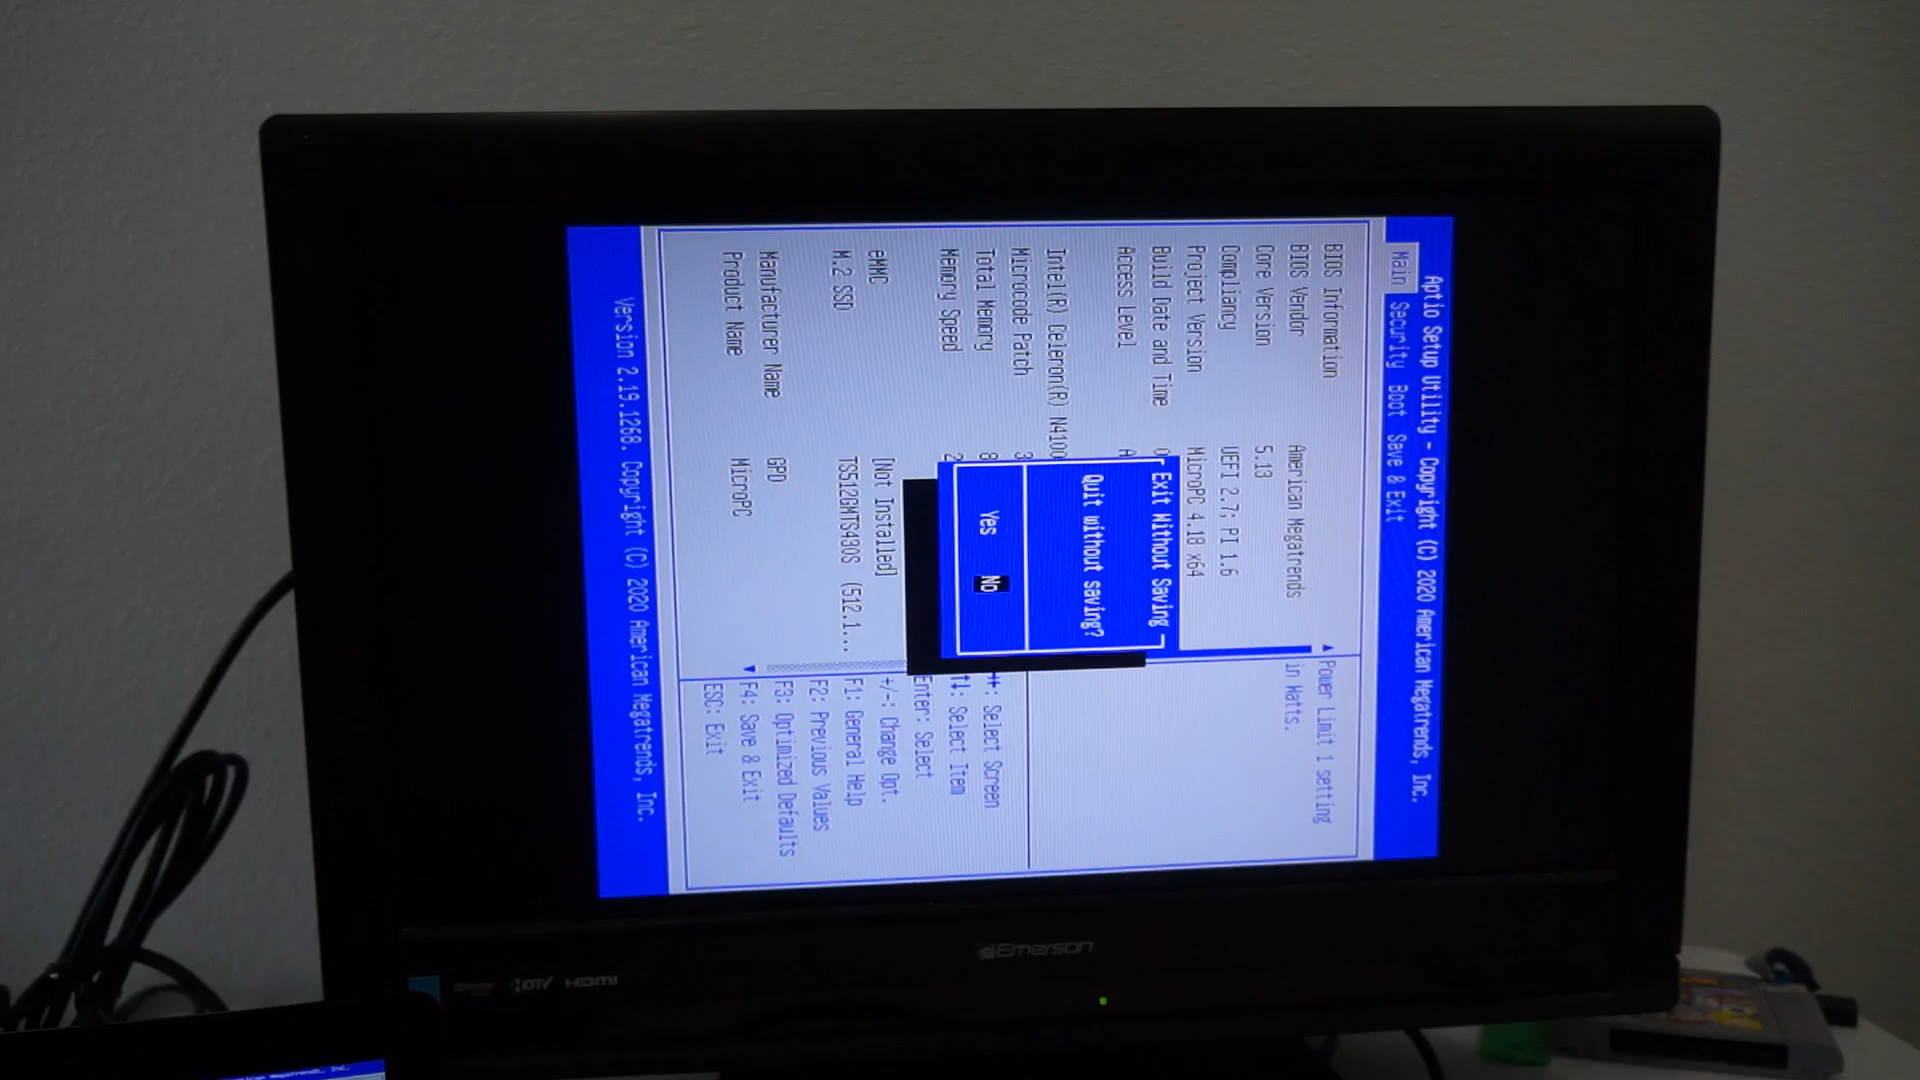 Aptio Setup Utility - Copyright (C) 2020 American Megatrends, Inc.
Main Security Boot Save & Exit
BIOS Information
BIOS Vendor American Megatrends
Core Version 5.13
Compliancy UEFI 2.7; PI 1.6
Project Version MicroPC 4.18 x64
Build Date and Time 0
Access Level A
Intel(R) Celeron(R) N4100
Microcode Patch 3
Total Memory 8
Memory Speed 2
eMMC [Not Installed]
M.2 SSD TS512GMTS430S (512.1...
Manufacturer Name GPD
Product Name MicroPC
Power Limit 1 setting
in Watts.
Exit Without Saving
Quit without saving?
Yes No
: Select Screen
↑↓: Select Item
Enter: Select
+/-: Change Opt.
F1: General Help
F2: Previous Values
F3: Optimized Defaults
F4: Save & Exit
ESC: Exit
Version 2.19.1268. Copyright (C) 2020 American Megatrends, Inc.
Emerson
HDTV HDMI